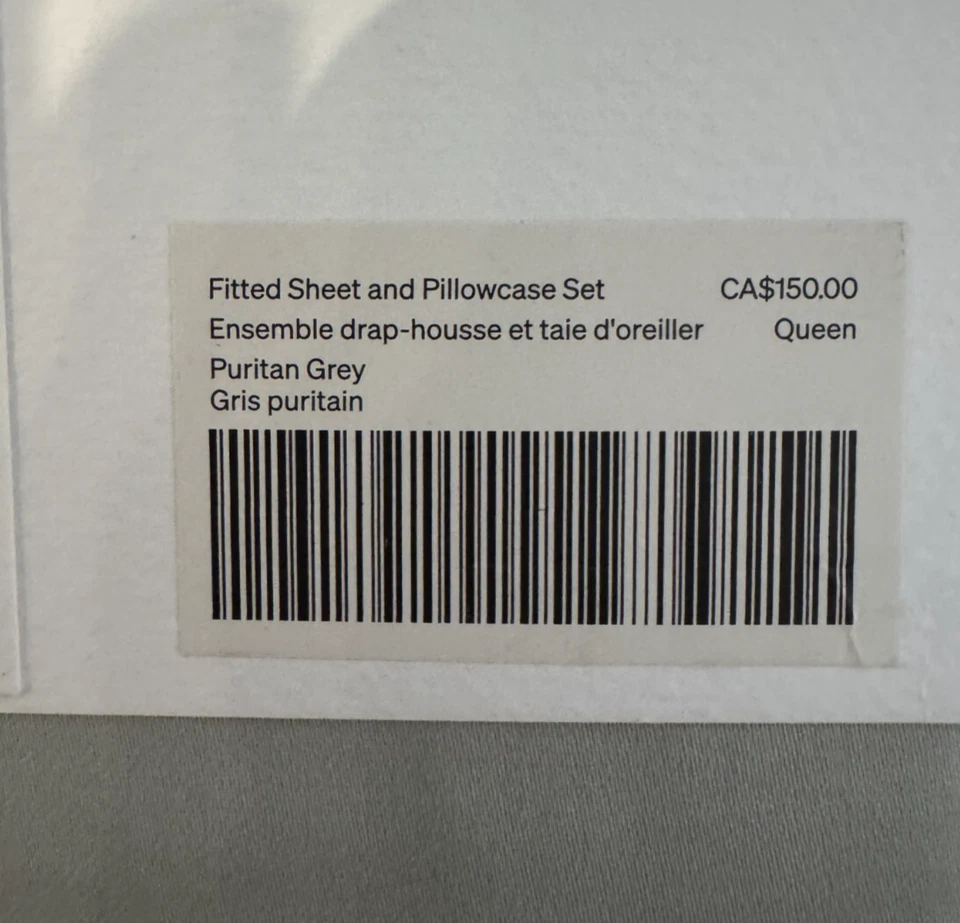 Fitted Sheet and Pillowcase Set CA$150.00
Ensemble drap-housse et taie d'oreiller Queen
Puritan Grey
Gris puritain